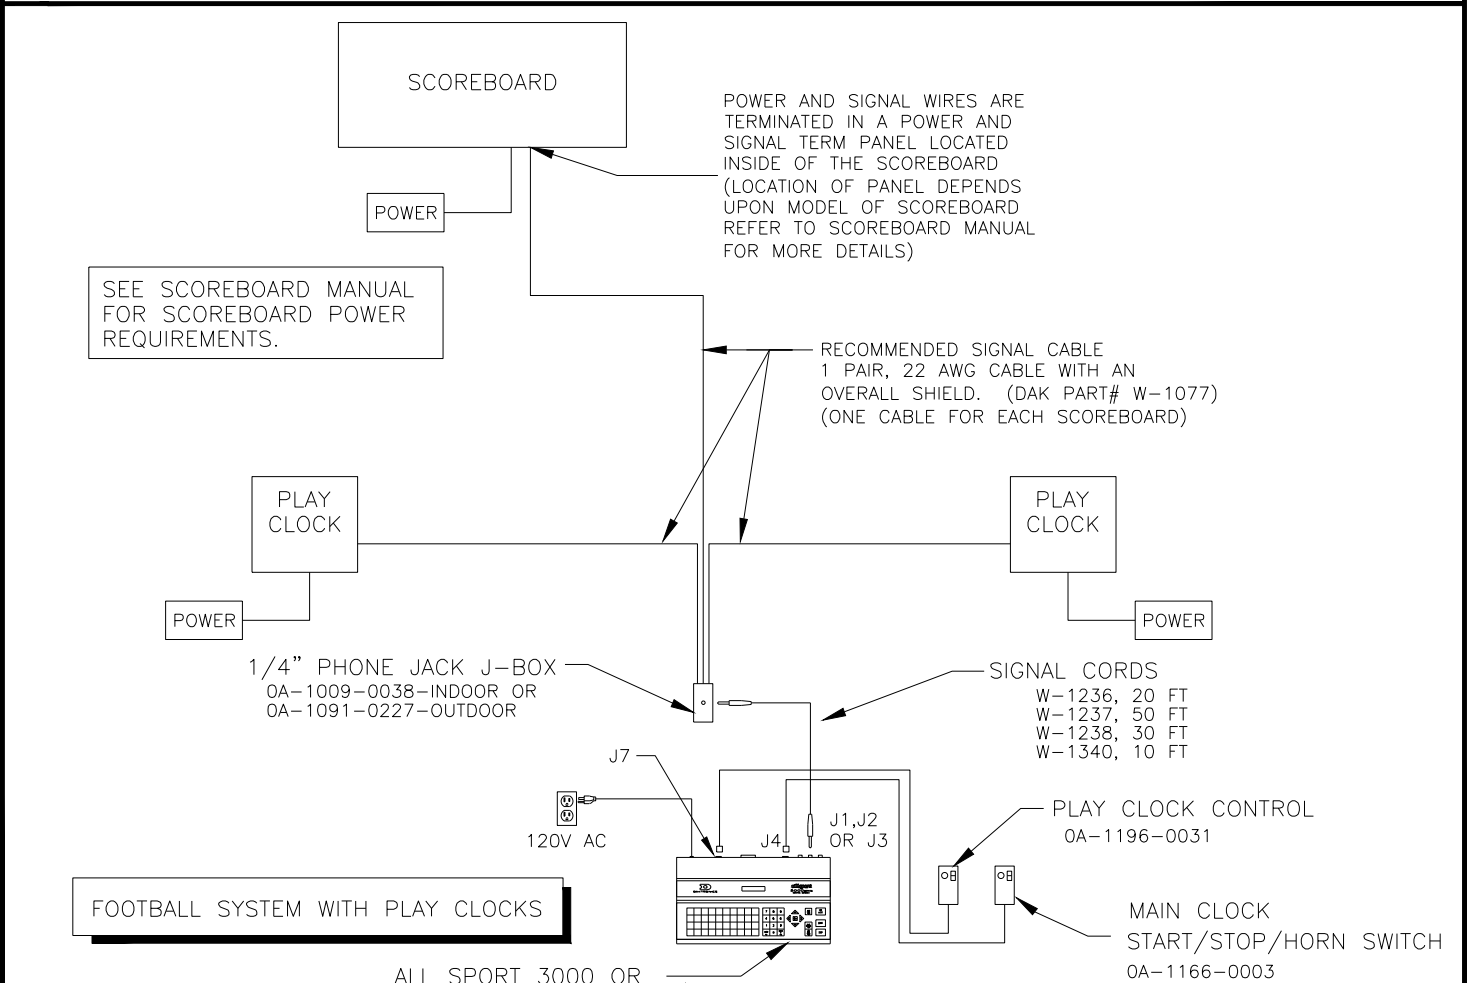 SCOREBOARD
POWER AND SIGNAL WIRES ARE
TERMINATED IN A POWER AND
SIGNAL TERM PANEL LOCATED
INSIDE OF THE SCOREBOARD
(LOCATION OF PANEL DEPENDS
UPON MODEL OF SCOREBOARD
REFER TO SCOREBOARD MANUAL
FOR MORE DETAILS)
POWER
SEE SCOREBOARD MANUAL
FOR SCOREBOARD POWER
REQUIREMENTS.
RECOMMENDED SIGNAL CABLE
1 PAIR, 22 AWG CABLE WITH AN
OVERALL SHIELD. (DAK PART# W-1077)
(ONE CABLE FOR EACH SCOREBOARD)
PLAY
CLOCK
PLAY
CLOCK
POWER
POWER
1/4” PHONE JACK J-BOX
0A-1009-0038-INDOOR OR
0A-1091-0227-OUTDOOR
SIGNAL CORDS
W-1236, 20 FT
W-1237, 50 FT
W-1238, 30 FT
W-1340, 10 FT
J7
120V AC
J4
J1,J2
OR J3
PLAY CLOCK CONTROL
0A-1196-0031
FOOTBALL SYSTEM WITH PLAY CLOCKS
MAIN CLOCK
START/STOP/HORN SWITCH
0A-1166-0003
ALL SPORT 3000 OR